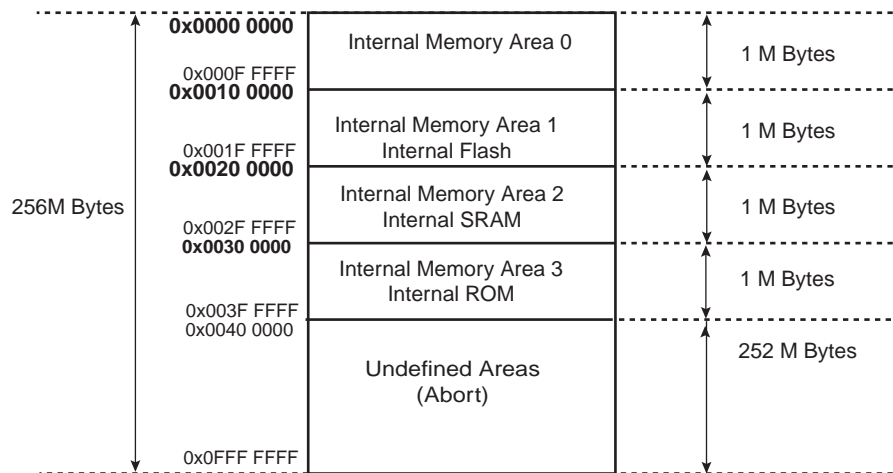 0x0000 0000
Internal Memory Area 0
1 M Bytes
0x000F FFFF
0x0010 0000
Internal Memory Area 1
Internal Flash
1 M Bytes
0x001F FFFF
0x0020 0000
256M Bytes
Internal Memory Area 2
Internal SRAM
1 M Bytes
0x002F FFFF
0x0030 0000
Internal Memory Area 3
Internal ROM
1 M Bytes
0x003F FFFF
0x0040 0000
252 M Bytes
Undefined Areas
(Abort)
0x0FFF FFFF